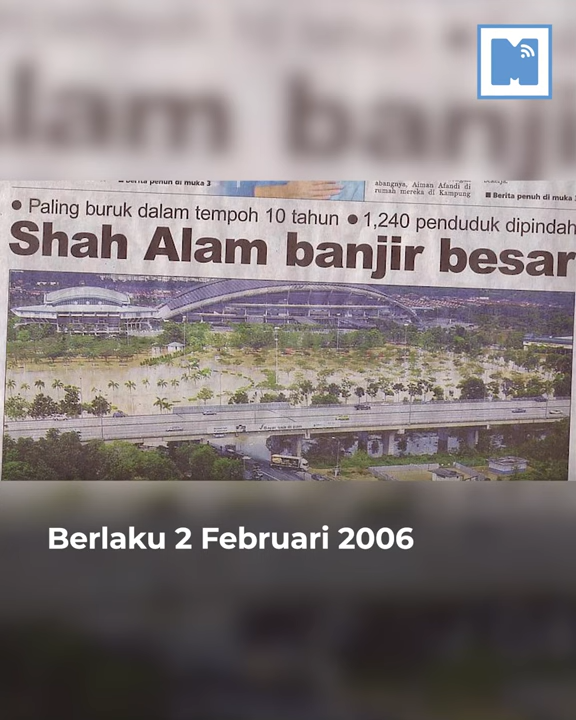 Berita penuh di muka 3
abangnya, Aiman Afandi di
rumah mereka di Kampung
■ Berita penuh di muka
● Paling buruk dalam tempoh 10 tahun ● 1,240 penduduk dipindah
Shah Alam banjir besar
Berlaku 2 Februari 2006